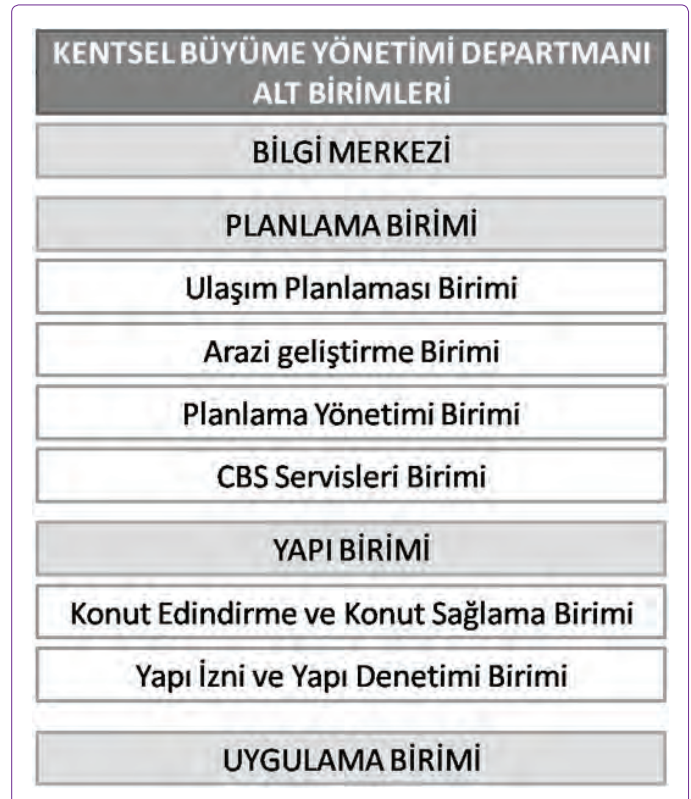 KENTSEL BÜYÜME YÖNETİMİ DEPARTMANI
ALT BİRİMLERİ
BİLGİ MERKEZİ
PLANLAMA BİRİMİ
Ulaşım Planlaması Birimi
Arazi geliştirme Birimi
Planlama Yönetimi Birimi
CBS Servisleri Birimi
YAPI BİRİMİ
Konut Edindirme ve Konut Sağlama Birimi
Yapı İzni ve Yapı Denetimi Birimi
UYGULAMA BİRİMİ